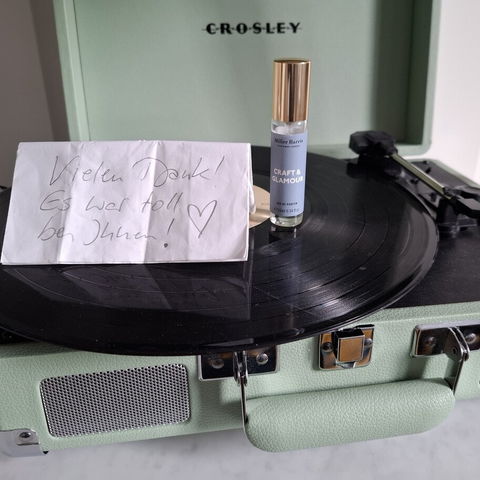 CROSLEY
Vielen Dank!
Es war toll
bei Ihnen! ♡
Miller Harris
CRAFT &
GLAMOUR